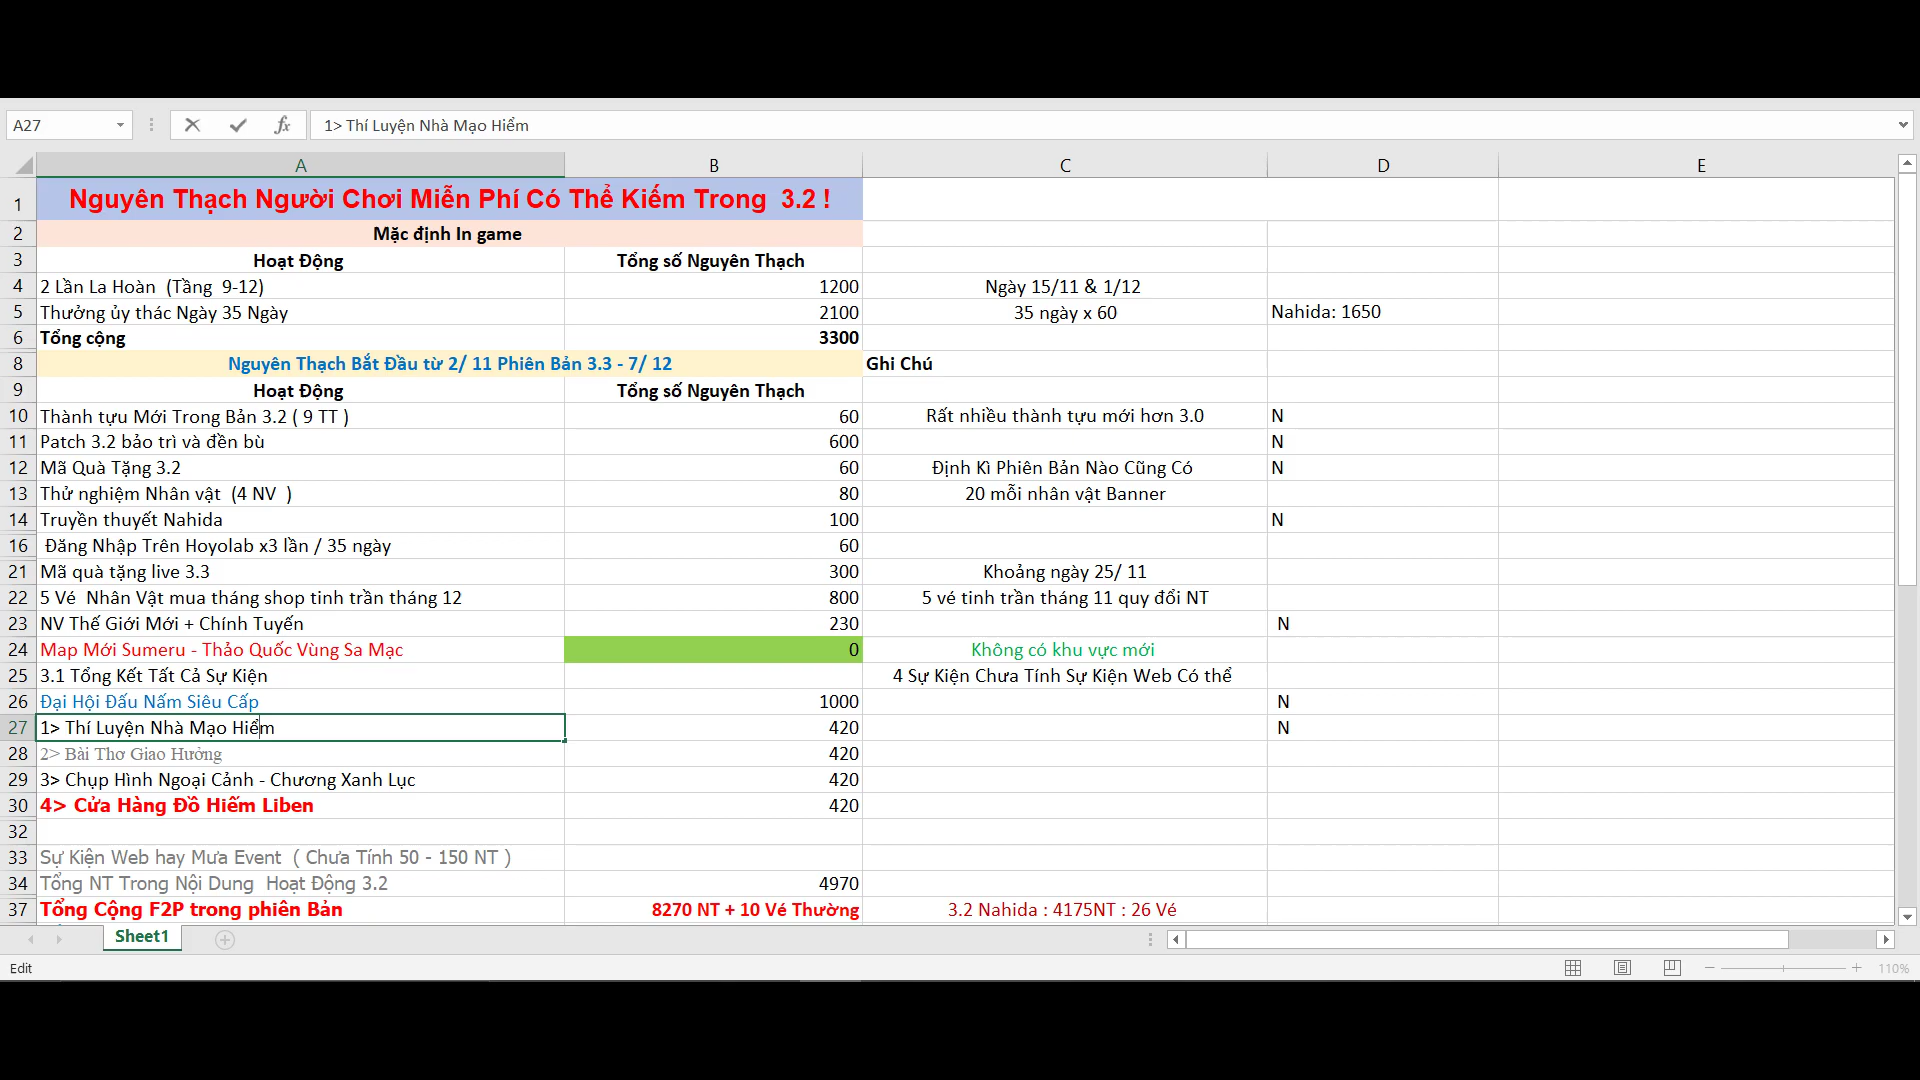 A27 fx 1> Thí Luyện Nhà Mạo Hiểm
A B C D E
1 Nguyên Thạch Người Chơi Miễn Phí Có Thể Kiếm Trong 3.2 !
2 Mặc định In game
3 Hoạt Động Tổng số Nguyên Thạch
4 2 Lần La Hoàn (Tầng 9-12) 1200 Ngày 15/11 & 1/12
5 Thưởng ủy thác Ngày 35 Ngày 2100 35 ngày x 60 Nahida: 1650
6 Tổng cộng 3300
8 Nguyên Thạch Bắt Đầu từ 2/ 11 Phiên Bản 3.3 - 7/ 12 Ghi Chú
9 Hoạt Động Tổng số Nguyên Thạch
10 Thành tựu Mới Trong Bản 3.2 ( 9 TT ) 60 Rất nhiều thành tựu mới hơn 3.0 N
11 Patch 3.2 bảo trì và đền bù 600 N
12 Mã Quà Tặng 3.2 60 Định Kì Phiên Bản Nào Cũng Có N
13 Thử nghiệm Nhân vật (4 NV ) 80 20 mỗi nhân vật Banner
14 Truyền thuyết Nahida 100 N
16 Đăng Nhập Trên Hoyolab x3 lần / 35 ngày 60
21 Mã quà tặng live 3.3 300 Khoảng ngày 25/ 11
22 5 Vé Nhân Vật mua tháng shop tinh trần tháng 12 800 5 vé tinh trần tháng 11 quy đổi NT
23 NV Thế Giới Mới + Chính Tuyến 230 N
24 Map Mới Sumeru - Thảo Quốc Vùng Sa Mạc 0 Không có khu vực mới
25 3.1 Tổng Kết Tất Cả Sự Kiện 4 Sự Kiện Chưa Tính Sự Kiện Web Có thể
26 Đại Hội Đấu Nấm Siêu Cấp 1000 N
27 1> Thí Luyện Nhà Mạo Hiểm 420 N
28 2> Bài Thơ Giao Hưởng 420
29 3> Chụp Hình Ngoại Cảnh - Chương Xanh Lục 420
30 4> Cửa Hàng Đồ Hiếm Liben 420
32
33 Sự Kiện Web hay Mưa Event ( Chưa Tính 50 - 150 NT )
34 Tổng NT Trong Nội Dung Hoạt Động 3.2 4970
37 Tổng Cộng F2P trong phiên Bản 8270 NT + 10 Vé Thường 3.2 Nahida : 4175NT : 26 Vé
Sheet1
Edit 110%